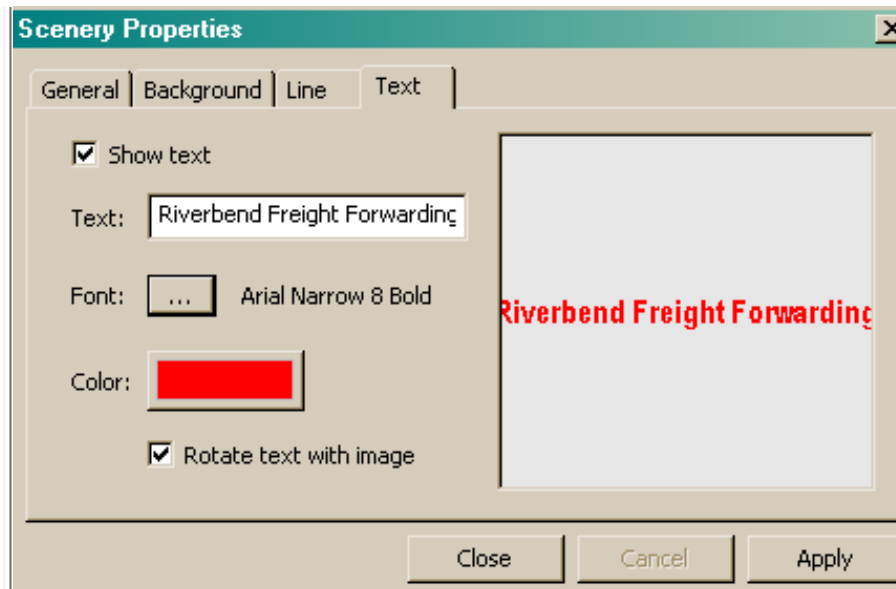 Scenery Properties
General Background Line Text
Show text
Text: Riverbend Freight Forwarding
Font: ... Arial Narrow 8 Bold
Riverbend Freight Forwarding
Color:
Rotate text with image
Close Cancel Apply